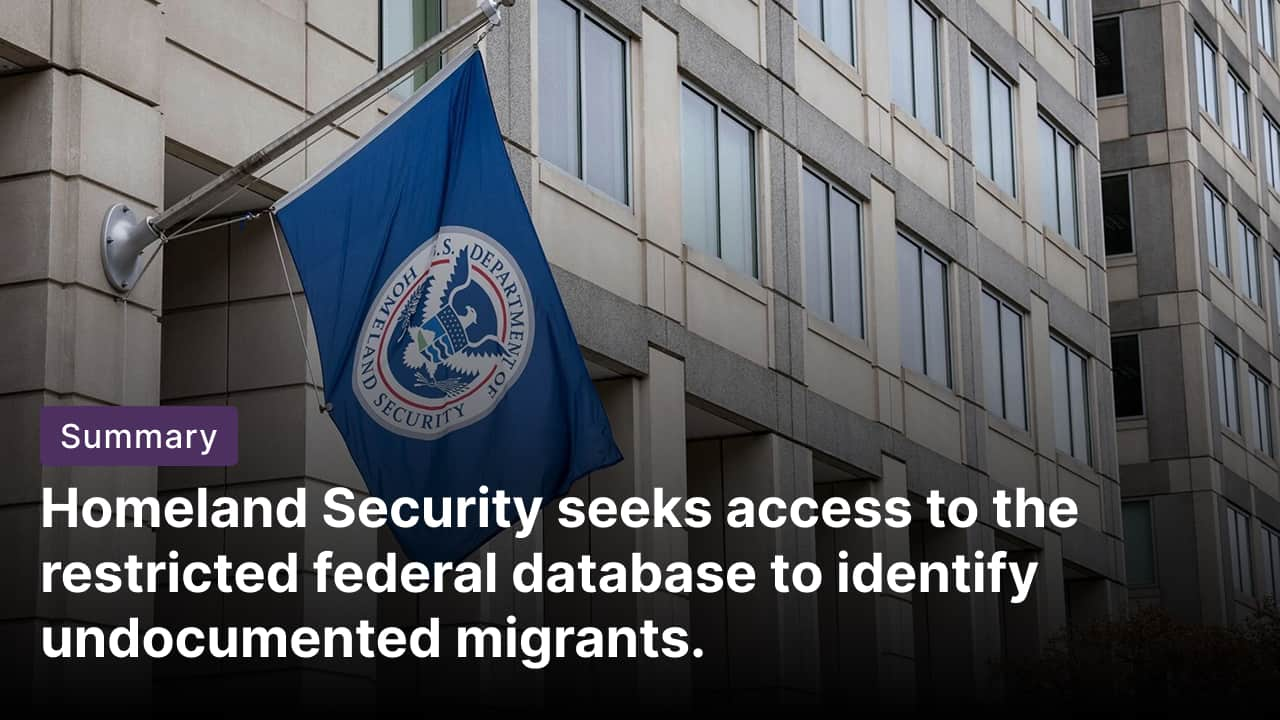 U.S. DEPARTMENT OF
HOMELAND SECURITY
Summary
Homeland Security seeks access to the
restricted federal database to identify
undocumented migrants.